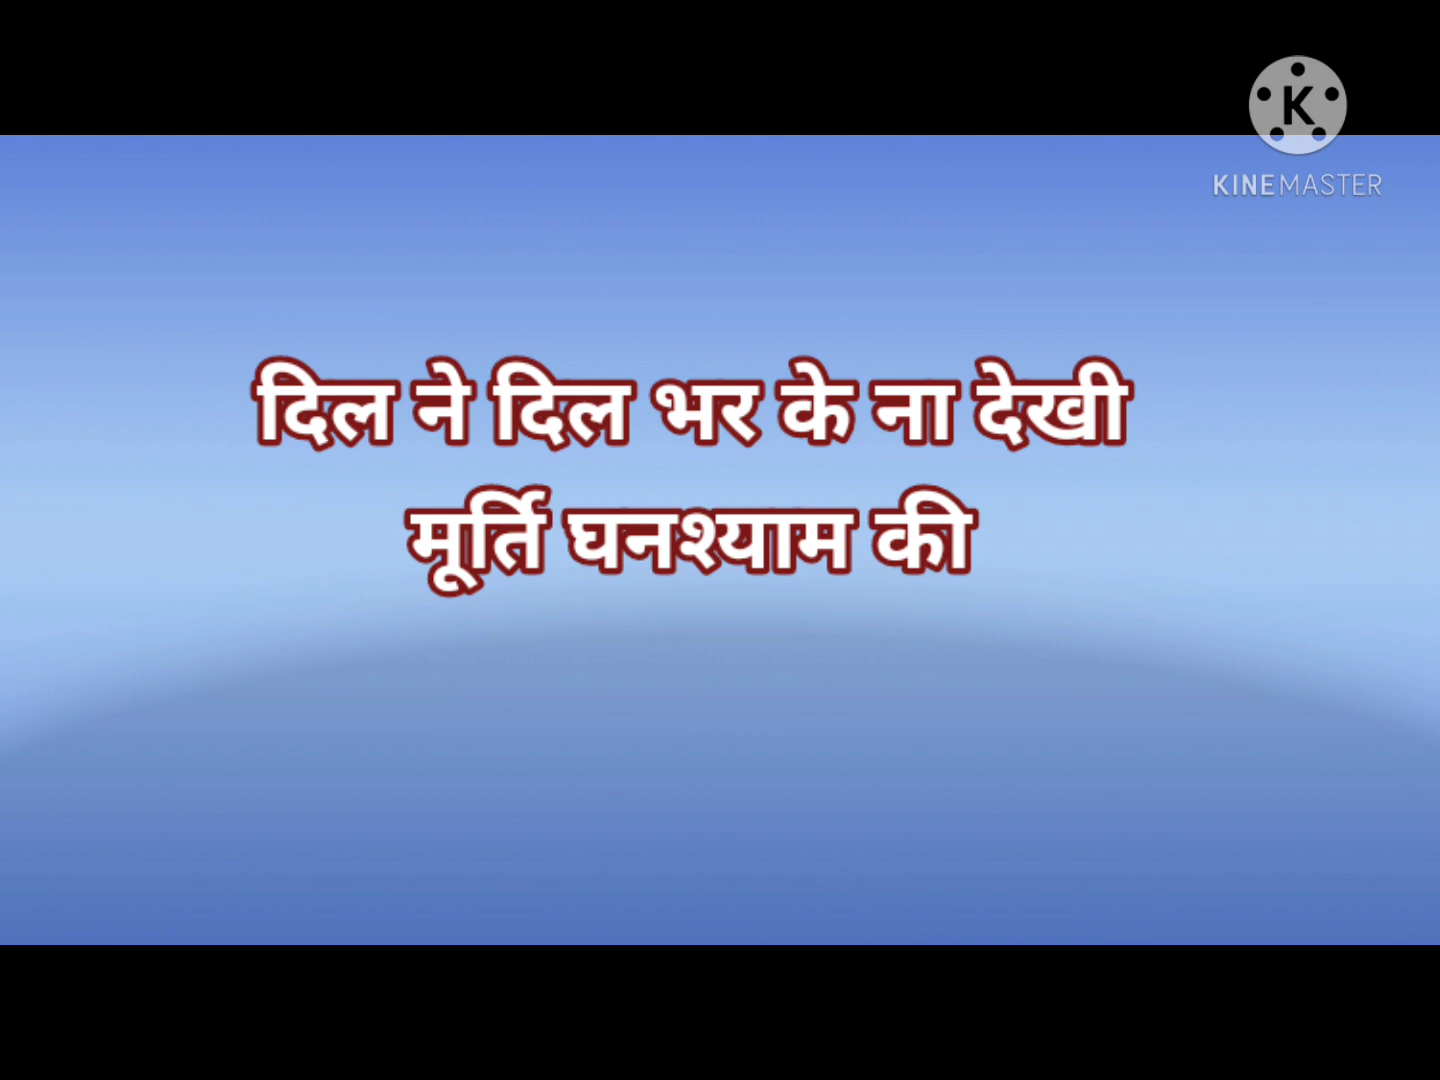 K
KINEMASTER
दिल ने दिल भर के ना देखी
मूर्ति घनश्याम की